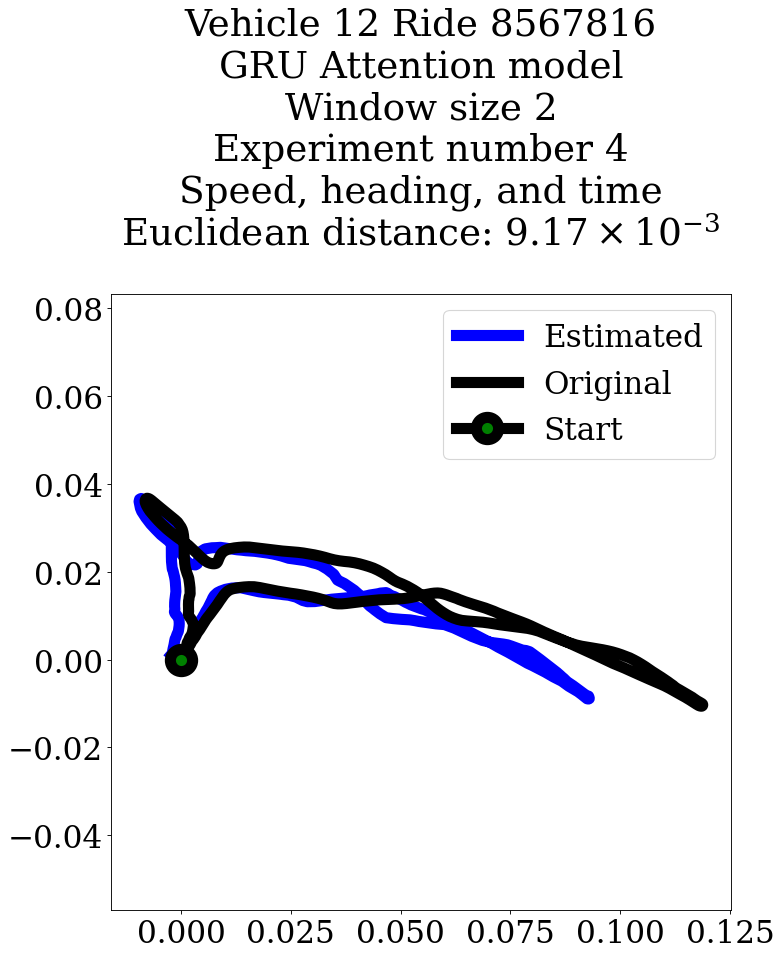 Vehicle 12 Ride 8567816
GRU Attention model
Window size 2
Experiment number 4
Speed, heading, and time
Euclidean distance: 9.17 × 10⁻³
Estimated
Original
Start
0.08
0.06
0.04
0.02
0.00
−0.02
−0.04
0.000 0.025 0.050 0.075 0.100 0.125